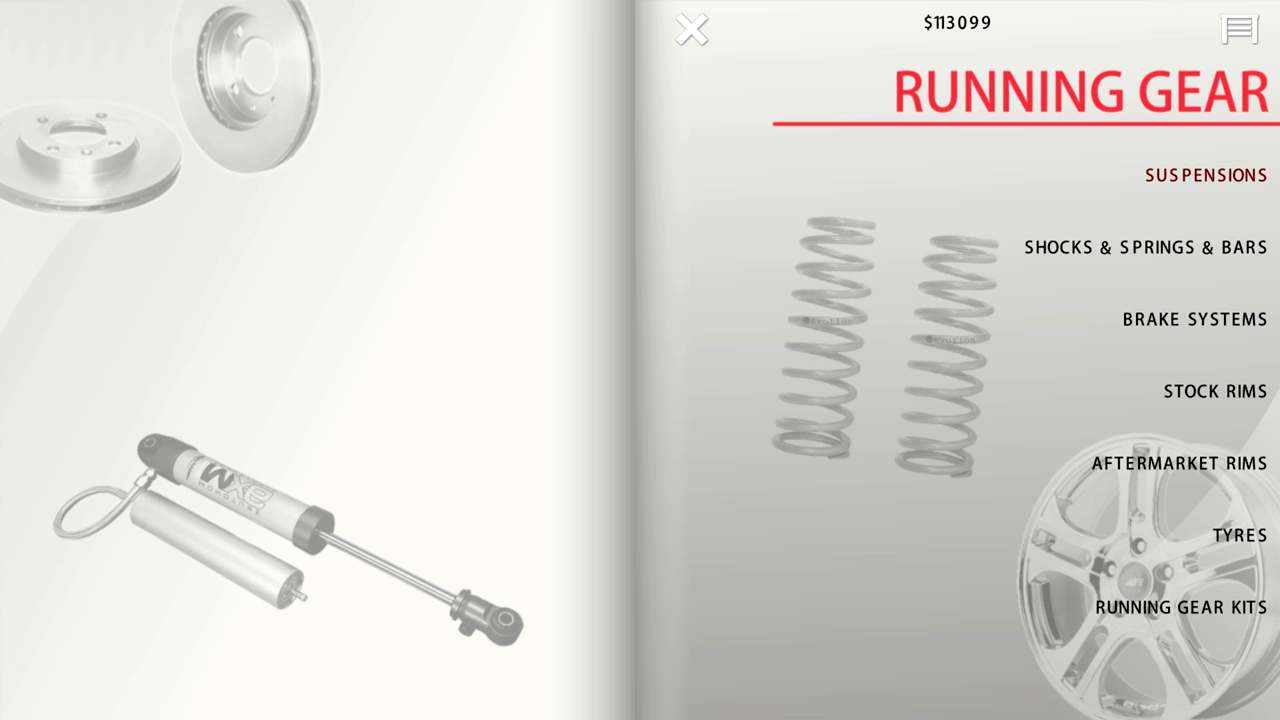 $113099
RUNNING GEAR
SUSPENSIONS
SHOCKS & SPRINGS & BARS
BRAKE SYSTEMS
STOCK RIMS
AFTERMARKET RIMS
TYRES
RUNNING GEAR KITS